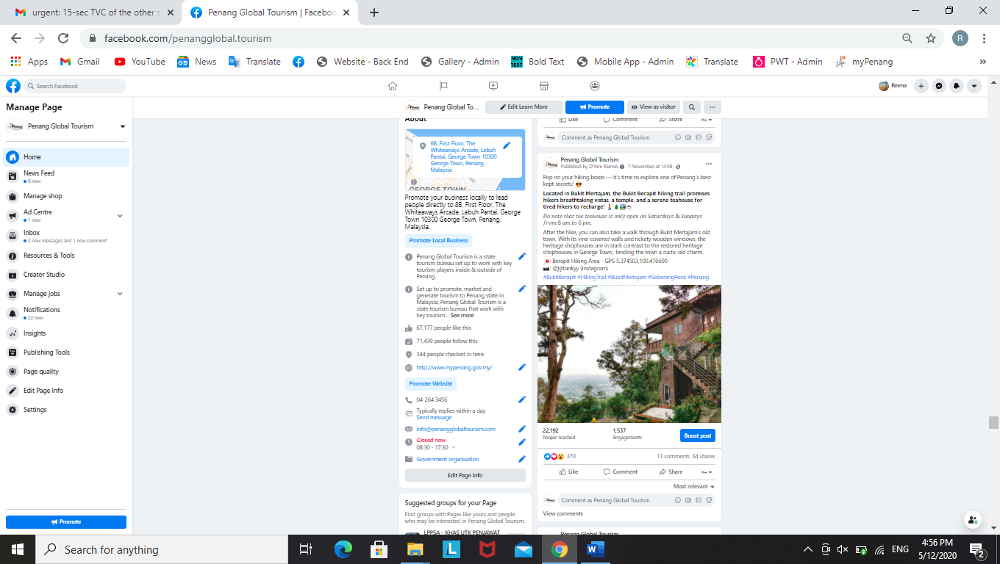 urgent: 15-sec TVC of the other s
Penang Global Tourism | Faceboo
facebook.com/penangglobal.tourism
R
Apps
Gmail
YouTube
News
Translate
Website - Back End
Gallery - Admin
YAY TEXT
Bold Text
Mobile App - Admin
Translate
PWT - Admin
myPenang
»
Search Facebook
Reena
Manage Page
Penang Global Tourism
Home
News Feed
8 new
Manage shop
Ad Centre
1 new
Inbox
2 new messages and 1 new comment
Resources & Tools
Creator Studio
Manage jobs
Notifications
22 new
Insights
Publishing Tools
Page quality
Edit Page Info
Settings
Promote
Penang Global To...
Edit Learn More
Promote
View as visitor
About
8B, First Floor, The
Whiteaways Arcade, Lebuh
Pantai, George Town 10300
George Town, Penang,
Malaysia
GEORGE TOWN
Promote your business locally to lead
people directly to 8B, First Floor, The
Whiteaways Arcade, Lebuh Pantai, George
Town 10300 George Town, Penang,
Malaysia.
Promote Local Business
Penang Global Tourism is a state
tourism bureau set up to work with key
tourism players inside & outside of
Penang.
Set up to promote, market and
generate tourism to Penang state in
Malaysia, Penang Global Tourism is a
state tourism bureau that work with
key tourism... See more
67,177 people like this
71,439 people follow this
344 people checked in here
http://www.mypenang.gov.my/
Promote Website
04-264 3456
Typically replies within a day
Send message
info@penangglobaltourism.com
Closed now
08:30 - 17:30
Government organisation
Edit Page Info
Suggested groups for your Page
Find groups with Pages like yours and people
who may be interested in Penang Global Tourism.
LPPSA - KHAS UTK PENJAWAT
Like
Comment
Share
Comment as Penang Global Tourism
Penang Global Tourism
Published by D'Yani Ramoo · 7 November at 14:58 ·
Pop on your hiking boots — it's time to explore one of Penang's best-
kept secrets! 😎
Located in Bukit Mertajam, the Bukit Berapit hiking trail promises
hikers breathtaking vistas, a temple, and a serene teahouse for
tired hikers to recharge!
Do note that the teahouse is only open on Saturdays & Sundays
from 8 am to 6 pm.
After the hike, you can also take a walk through Bukit Mertajam's old
town. With its vine-covered walls and rickety wooden windows, the
heritage shophouses are in stark contrast to the restored heritage
shophouses in George Town, lending the town a rustic old charm.
📌: Berapit Hiking Area - GPS 5.374503,100.476600
📷: @jijitankyy (Instagram)
#BukitBerapit #HikingTrail #BukitMertajam #SeberangPerai #Penang
22,192
People reached
1,537
Engagements
Boost post
370
13 comments 64 shares
Like
Comment
Share
Most relevant
Comment as Penang Global Tourism
View comments
Penang Global Tourism
Search for anything
ENG
4:56 PM
5/12/2020
2